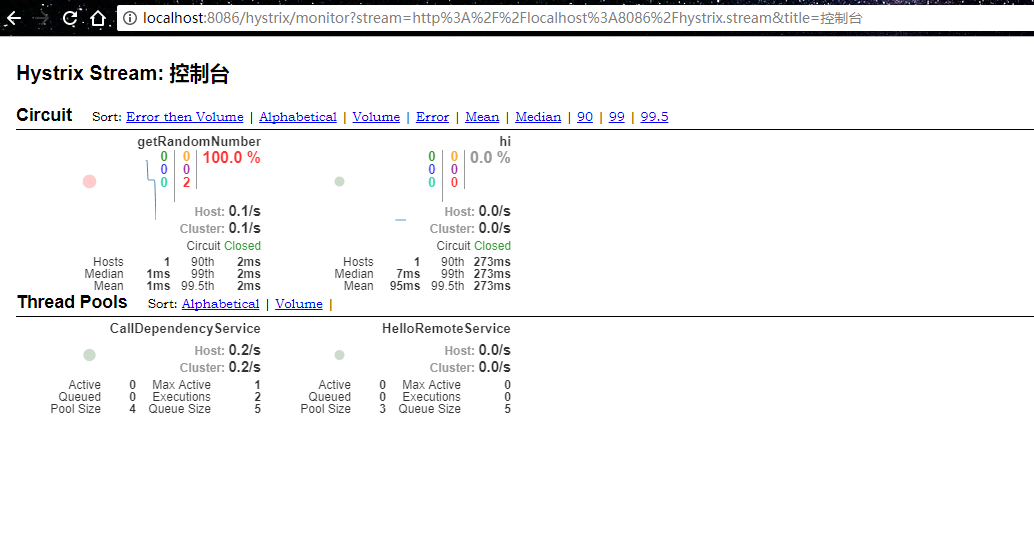 localhost:8086/hystrix/monitor?stream=http%3A%2F%2Flocalhost%3A8086%2Fhystrix.stream&title=控制台
Hystrix Stream: 控制台
Circuit Sort: Error then Volume | Alphabetical | Volume | Error | Mean | Median | 90 | 99 | 99.5
getRandomNumber
0 0 100.0 %
0 0
0 2
Host: 0.1/s
Cluster: 0.1/s
Circuit Closed
Hosts 1 90th 2ms
Median 1ms 99th 2ms
Mean 1ms 99.5th 2ms
hi
0 0 0.0 %
0 0
0 0
Host: 0.0/s
Cluster: 0.0/s
Circuit Closed
Hosts 1 90th 273ms
Median 7ms 99th 273ms
Mean 95ms 99.5th 273ms
Thread Pools Sort: Alphabetical | Volume |
CallDependencyService
Host: 0.2/s
Cluster: 0.2/s
Active 0 Max Active 1
Queued 0 Executions 2
Pool Size 4 Queue Size 5
HelloRemoteService
Host: 0.0/s
Cluster: 0.0/s
Active 0 Max Active 0
Queued 0 Executions 0
Pool Size 3 Queue Size 5